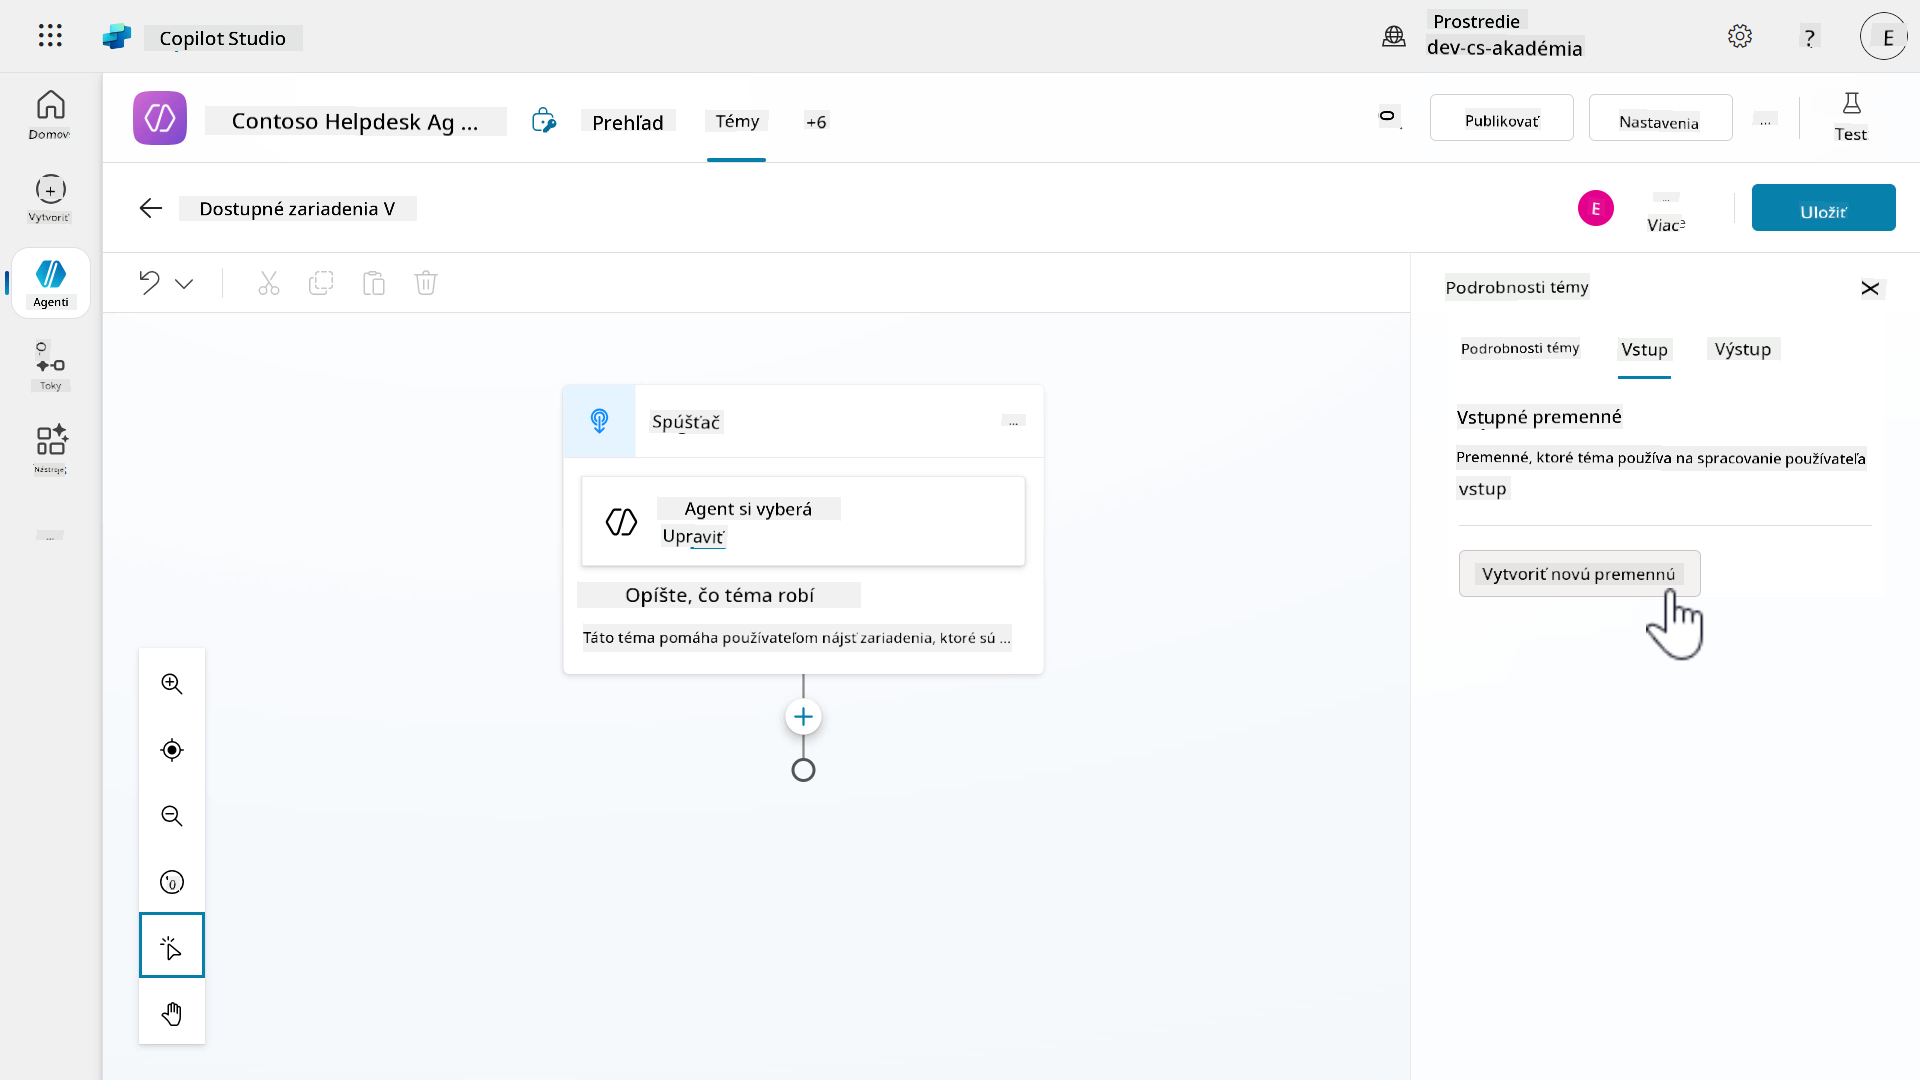 Copilot Studio
Prostredie
dev-cs-akadémia
?
E
Domov
Vytvoriť
Agenti
Toky
Nástroje
...
Contoso Helpdesk Ag ...
Prehľad
Témy
+6
Publikovať
Nastavenia
...
Test
Dostupné zariadenia V
E
...
Viac
Uložiť
Spúšťač
...
Agent si vyberá
Upraviť
Opíšte, čo téma robí
Táto téma pomáha používateľom nájsť zariadenia, ktoré sú ...
Podrobnosti témy
Podrobnosti témy
Vstup
Výstup
Vstupné premenné
Premenné, ktoré téma používa na spracovanie používateľa
vstup
Vytvoriť novú premennú